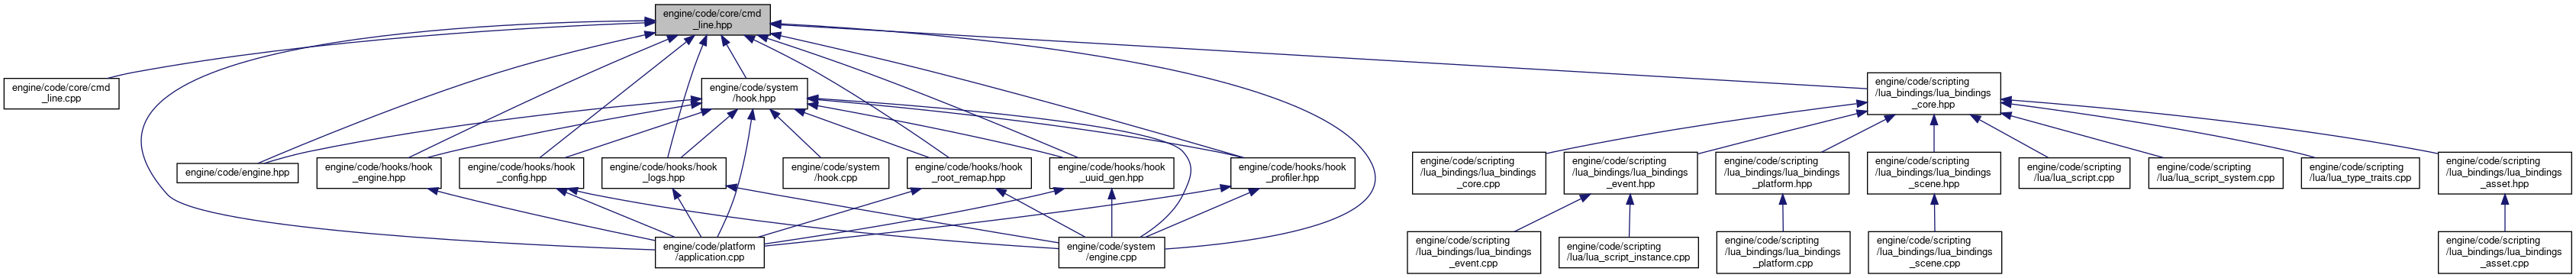 engine/code/core/cmd
_line.hpp
engine/code/core/cmd
_line.cpp
engine/code/system
/hook.hpp
engine/code/scripting
/lua_bindings/lua_bindings
_core.hpp
engine/code/engine.hpp
engine/code/hooks/hook
_engine.hpp
engine/code/hooks/hook
_config.hpp
engine/code/hooks/hook
_logs.hpp
engine/code/system
/hook.cpp
engine/code/hooks/hook
_root_remap.hpp
engine/code/hooks/hook
_uuid_gen.hpp
engine/code/hooks/hook
_profiler.hpp
engine/code/scripting
/lua_bindings/lua_bindings
_core.cpp
engine/code/scripting
/lua_bindings/lua_bindings
_event.hpp
engine/code/scripting
/lua_bindings/lua_bindings
_platform.hpp
engine/code/scripting
/lua_bindings/lua_bindings
_scene.hpp
engine/code/scripting
/lua/lua_script.cpp
engine/code/scripting
/lua/lua_script_system.cpp
engine/code/scripting
/lua/lua_type_traits.cpp
engine/code/scripting
/lua_bindings/lua_bindings
_asset.hpp
engine/code/platform
/application.cpp
engine/code/system
/engine.cpp
engine/code/scripting
/lua_bindings/lua_bindings
_event.cpp
engine/code/scripting
/lua/lua_script_instance.cpp
engine/code/scripting
/lua_bindings/lua_bindings
_platform.cpp
engine/code/scripting
/lua_bindings/lua_bindings
_scene.cpp
engine/code/scripting
/lua_bindings/lua_bindings
_asset.cpp